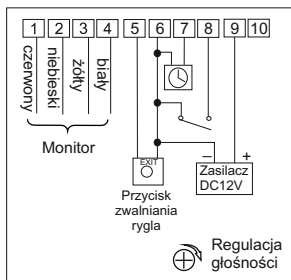 1 2 3 4 5 6 7 8 9 10
czerwony
niebieski
żółty
biały
Monitor
EXIT
Przycisk
zwalniania
rygla
– +
Zasilacz
DC12V
Regulacja
głośności